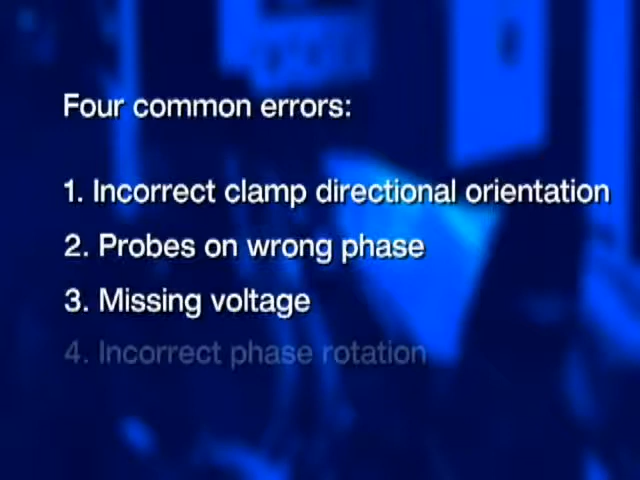 Four common errors:
1. Incorrect clamp directional orientation
2. Probes on wrong phase
3. Missing voltage
4. Incorrect phase rotation